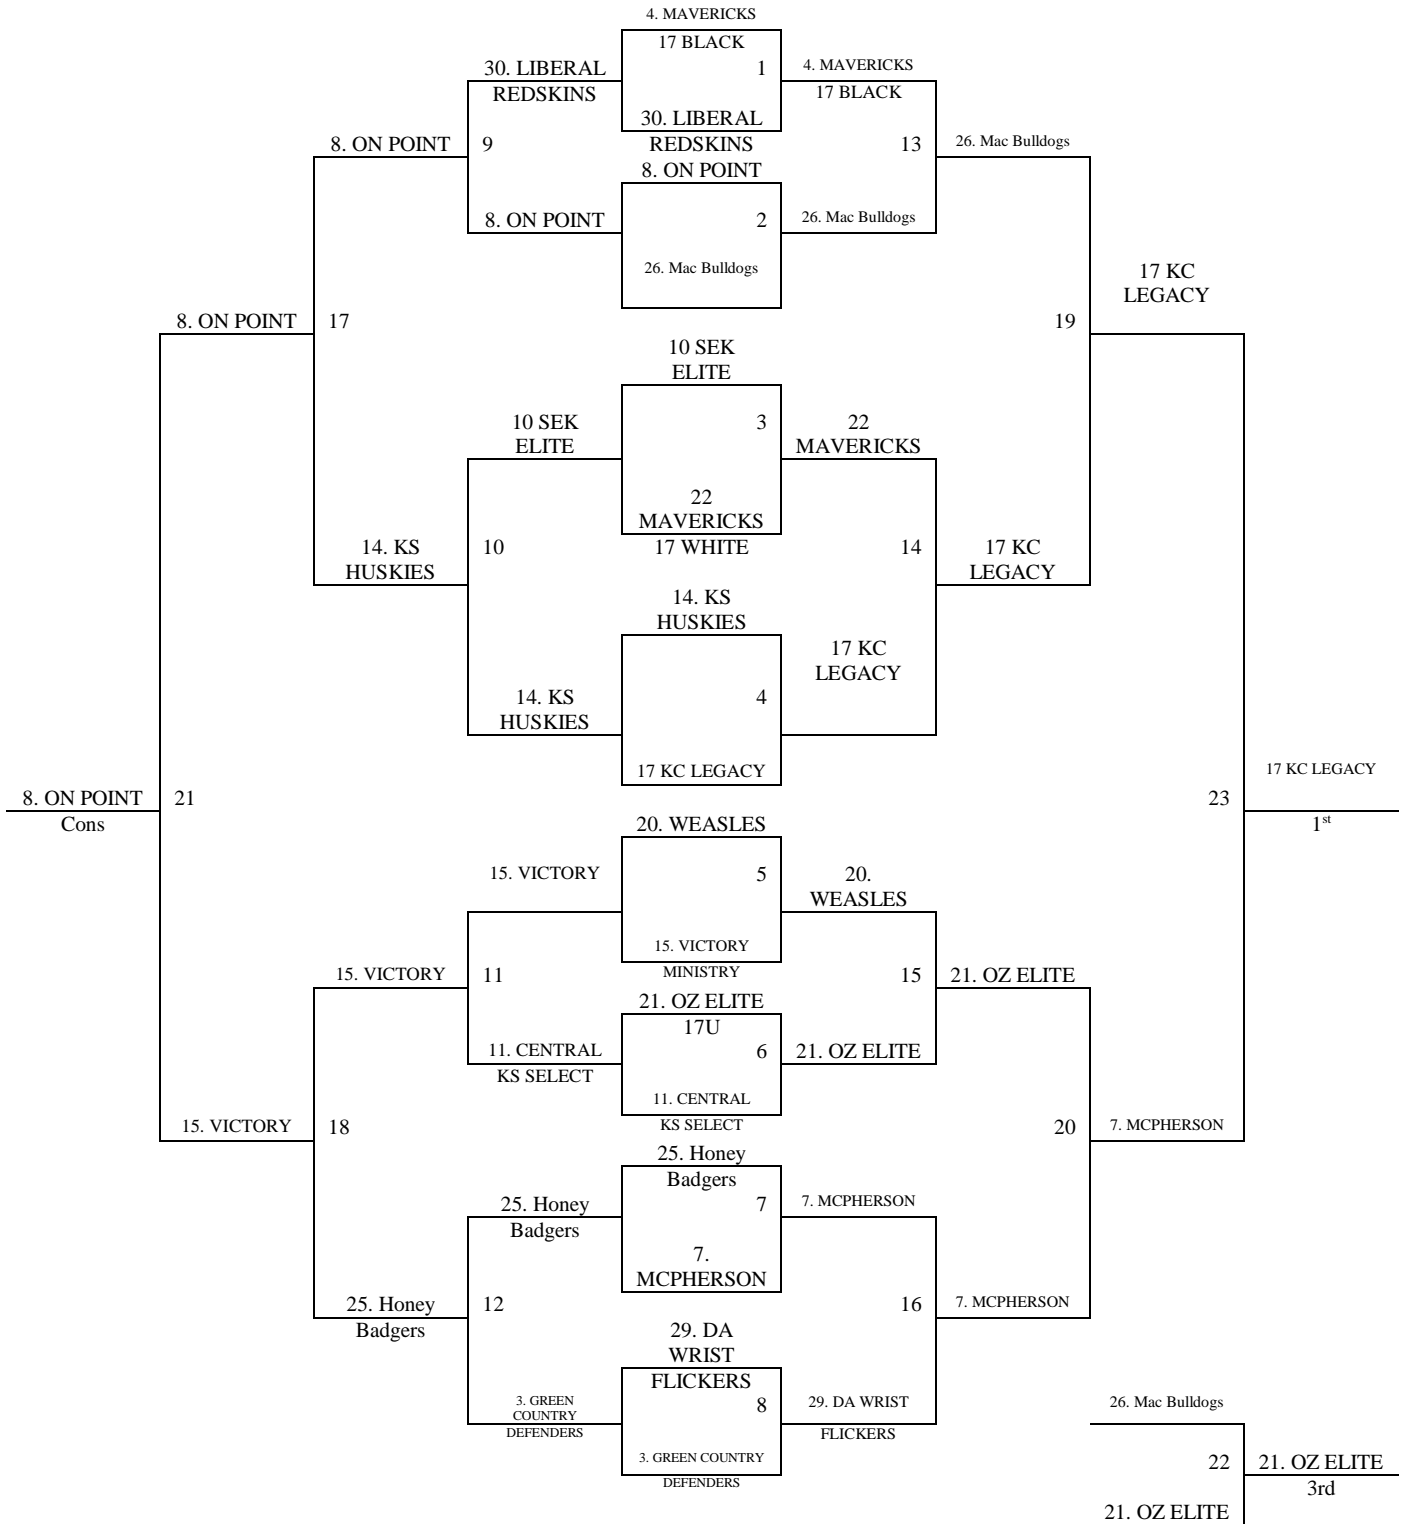 4. MAVERICKS
17 BLACK
30. LIBERAL
REDSKINS
1
4. MAVERICKS
17 BLACK
30. LIBERAL
REDSKINS
8. ON POINT
9
13
26. Mac Bulldogs
8. ON POINT
8. ON POINT
2
26. Mac Bulldogs
26. Mac Bulldogs
17 KC
LEGACY
8. ON POINT
17
19
10 SEK
ELITE
10 SEK
ELITE
3
22
MAVERICKS
22
MAVERICKS
17 WHITE
14. KS
HUSKIES
10
14
17 KC
LEGACY
14. KS
HUSKIES
17 KC
LEGACY
14. KS
HUSKIES
4
17 KC LEGACY
17 KC LEGACY
8. ON POINT
Cons
21
23
1st
20. WEASLES
15. VICTORY
5
20.
WEASLES
15. VICTORY
MINISTRY
15. VICTORY
11
15
21. OZ ELITE
21. OZ ELITE
17U
11. CENTRAL
KS SELECT
6
21. OZ ELITE
11. CENTRAL
KS SELECT
15. VICTORY
18
20
7. MCPHERSON
25. Honey
Badgers
25. Honey
Badgers
7
7. MCPHERSON
7.
MCPHERSON
25. Honey
Badgers
12
16
7. MCPHERSON
29. DA
WRIST
FLICKERS
3. GREEN
COUNTRY
DEFENDERS
8
29. DA WRIST
FLICKERS
26. Mac Bulldogs
3. GREEN COUNTRY
DEFENDERS
22
21. OZ ELITE
3rd
21. OZ ELITE